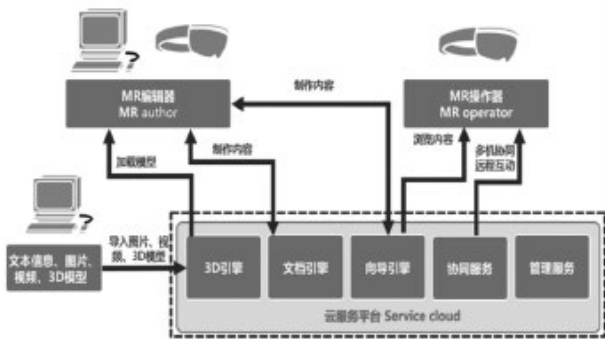 MR编辑器
MR author
MR操作器
MR operator
制作内容
浏览内容
多机协同
远程互动
加载模型
制作内容
文本信息、图片、
视频、3D模型
导入图片、视
频、3D模型
3D引擎
文档引擎
向导引擎
协同服务
管理服务
云服务平台 Service cloud